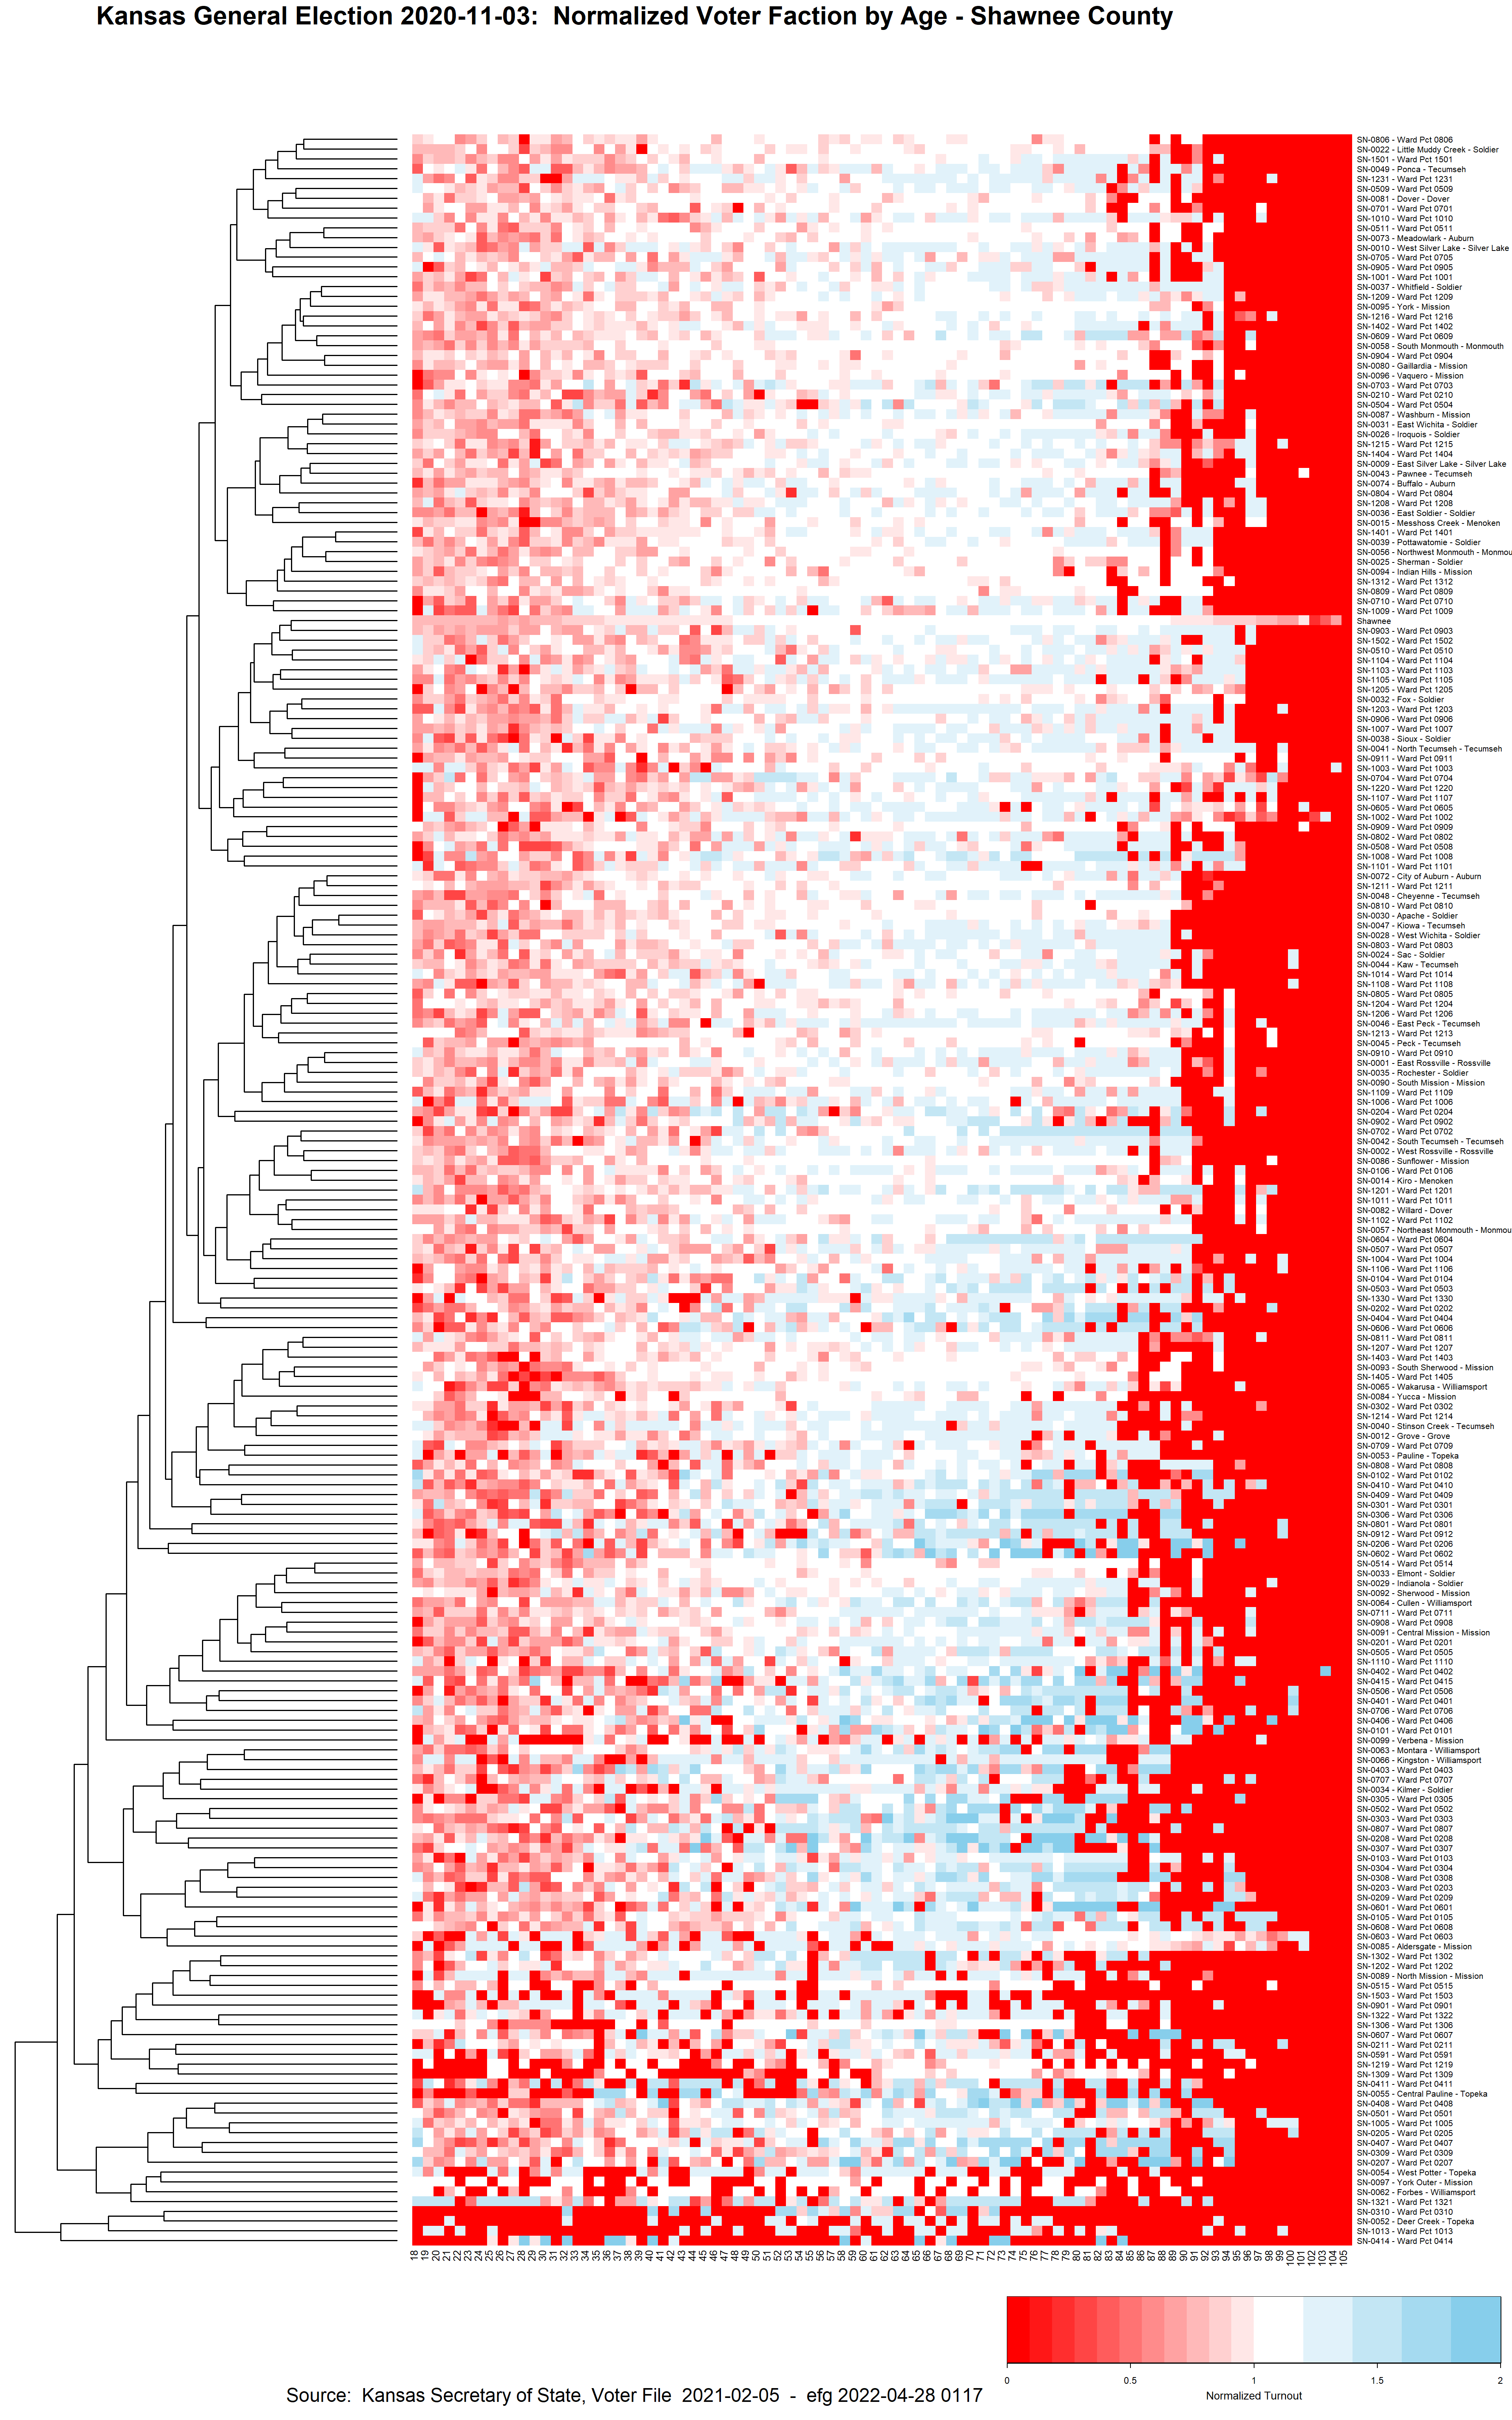 Kansas General Election 2020-11-03:  Normalized Voter Faction by Age - Shawnee County
SN-0806 - Ward Pct 0806
SN-0022 - Little Muddy Creek - Soldier
SN-1501 - Ward Pct 1501
SN-0049 - Ponca - Tecumseh
SN-1231 - Ward Pct 1231
SN-0509 - Ward Pct 0509
SN-0081 - Dover - Dover
SN-0701 - Ward Pct 0701
SN-1010 - Ward Pct 1010
SN-0511 - Ward Pct 0511
SN-0073 - Meadowlark - Auburn
SN-0010 - West Silver Lake - Silver Lake
SN-0705 - Ward Pct 0705
SN-0905 - Ward Pct 0905
SN-1001 - Ward Pct 1001
SN-0037 - Whitfield - Soldier
SN-1209 - Ward Pct 1209
SN-0095 - York - Mission
SN-1216 - Ward Pct 1216
SN-1402 - Ward Pct 1402
SN-0609 - Ward Pct 0609
SN-0058 - South Monmouth - Monmouth
SN-0904 - Ward Pct 0904
SN-0080 - Gaillardia - Mission
SN-0096 - Vaquero - Mission
SN-0703 - Ward Pct 0703
SN-0210 - Ward Pct 0210
SN-0504 - Ward Pct 0504
SN-0087 - Washburn - Mission
SN-0031 - East Wichita - Soldier
SN-0026 - Iroquois - Soldier
SN-1215 - Ward Pct 1215
SN-1404 - Ward Pct 1404
SN-0009 - East Silver Lake - Silver Lake
SN-0043 - Pawnee - Tecumseh
SN-0074 - Buffalo - Auburn
SN-0804 - Ward Pct 0804
SN-1208 - Ward Pct 1208
SN-0036 - East Soldier - Soldier
SN-0015 - Messhoss Creek - Menoken
SN-1401 - Ward Pct 1401
SN-0039 - Pottawatomie - Soldier
SN-0056 - Northwest Monmouth - Monmou
SN-0025 - Sherman - Soldier
SN-0094 - Indian Hills - Mission
SN-1312 - Ward Pct 1312
SN-0809 - Ward Pct 0809
SN-0710 - Ward Pct 0710
SN-1009 - Ward Pct 1009
Shawnee
SN-0903 - Ward Pct 0903
SN-1502 - Ward Pct 1502
SN-0510 - Ward Pct 0510
SN-1104 - Ward Pct 1104
SN-1103 - Ward Pct 1103
SN-1105 - Ward Pct 1105
SN-1205 - Ward Pct 1205
SN-0032 - Fox - Soldier
SN-1203 - Ward Pct 1203
SN-0906 - Ward Pct 0906
SN-1007 - Ward Pct 1007
SN-0038 - Sioux - Soldier
SN-0041 - North Tecumseh - Tecumseh
SN-0911 - Ward Pct 0911
SN-1003 - Ward Pct 1003
SN-0704 - Ward Pct 0704
SN-1220 - Ward Pct 1220
SN-1107 - Ward Pct 1107
SN-0605 - Ward Pct 0605
SN-1002 - Ward Pct 1002
SN-0909 - Ward Pct 0909
SN-0802 - Ward Pct 0802
SN-0508 - Ward Pct 0508
SN-1008 - Ward Pct 1008
SN-1101 - Ward Pct 1101
SN-0072 - City of Auburn - Auburn
SN-1211 - Ward Pct 1211
SN-0048 - Cheyenne - Tecumseh
SN-0810 - Ward Pct 0810
SN-0030 - Apache - Soldier
SN-0047 - Kiowa - Tecumseh
SN-0028 - West Wichita - Soldier
SN-0803 - Ward Pct 0803
SN-0024 - Sac - Soldier
SN-0044 - Kaw - Tecumseh
SN-1014 - Ward Pct 1014
SN-1108 - Ward Pct 1108
SN-0805 - Ward Pct 0805
SN-1204 - Ward Pct 1204
SN-1206 - Ward Pct 1206
SN-0046 - East Peck - Tecumseh
SN-1213 - Ward Pct 1213
SN-0045 - Peck - Tecumseh
SN-0910 - Ward Pct 0910
SN-0001 - East Rossville - Rossville
SN-0035 - Rochester - Soldier
SN-0090 - South Mission - Mission
SN-1109 - Ward Pct 1109
SN-1006 - Ward Pct 1006
SN-0204 - Ward Pct 0204
SN-0902 - Ward Pct 0902
SN-0702 - Ward Pct 0702
SN-0042 - South Tecumseh - Tecumseh
SN-0002 - West Rossville - Rossville
SN-0086 - Sunflower - Mission
SN-0106 - Ward Pct 0106
SN-0014 - Kiro - Menoken
SN-1201 - Ward Pct 1201
SN-1011 - Ward Pct 1011
SN-0082 - Willard - Dover
SN-1102 - Ward Pct 1102
SN-0057 - Northeast Monmouth - Monmou
SN-0604 - Ward Pct 0604
SN-0507 - Ward Pct 0507
SN-1004 - Ward Pct 1004
SN-1106 - Ward Pct 1106
SN-0104 - Ward Pct 0104
SN-0503 - Ward Pct 0503
SN-1330 - Ward Pct 1330
SN-0202 - Ward Pct 0202
SN-0404 - Ward Pct 0404
SN-0606 - Ward Pct 0606
SN-0811 - Ward Pct 0811
SN-1207 - Ward Pct 1207
SN-1403 - Ward Pct 1403
SN-0093 - South Sherwood - Mission
SN-1405 - Ward Pct 1405
SN-0065 - Wakarusa - Williamsport
SN-0084 - Yucca - Mission
SN-0302 - Ward Pct 0302
SN-1214 - Ward Pct 1214
SN-0040 - Stinson Creek - Tecumseh
SN-0012 - Grove - Grove
SN-0709 - Ward Pct 0709
SN-0053 - Pauline - Topeka
SN-0808 - Ward Pct 0808
SN-0102 - Ward Pct 0102
SN-0410 - Ward Pct 0410
SN-0409 - Ward Pct 0409
SN-0301 - Ward Pct 0301
SN-0306 - Ward Pct 0306
SN-0801 - Ward Pct 0801
SN-0912 - Ward Pct 0912
SN-0206 - Ward Pct 0206
SN-0602 - Ward Pct 0602
SN-0514 - Ward Pct 0514
SN-0033 - Elmont - Soldier
SN-0029 - Indianola - Soldier
SN-0092 - Sherwood - Mission
SN-0064 - Cullen - Williamsport
SN-0711 - Ward Pct 0711
SN-0908 - Ward Pct 0908
SN-0091 - Central Mission - Mission
SN-0201 - Ward Pct 0201
SN-0505 - Ward Pct 0505
SN-1110 - Ward Pct 1110
SN-0402 - Ward Pct 0402
SN-0415 - Ward Pct 0415
SN-0506 - Ward Pct 0506
SN-0401 - Ward Pct 0401
SN-0706 - Ward Pct 0706
SN-0406 - Ward Pct 0406
SN-0101 - Ward Pct 0101
SN-0099 - Verbena - Mission
SN-0063 - Montara - Williamsport
SN-0066 - Kingston - Williamsport
SN-0403 - Ward Pct 0403
SN-0707 - Ward Pct 0707
SN-0034 - Kilmer - Soldier
SN-0305 - Ward Pct 0305
SN-0502 - Ward Pct 0502
SN-0303 - Ward Pct 0303
SN-0807 - Ward Pct 0807
SN-0208 - Ward Pct 0208
SN-0307 - Ward Pct 0307
SN-0103 - Ward Pct 0103
SN-0304 - Ward Pct 0304
SN-0308 - Ward Pct 0308
SN-0203 - Ward Pct 0203
SN-0209 - Ward Pct 0209
SN-0601 - Ward Pct 0601
SN-0105 - Ward Pct 0105
SN-0608 - Ward Pct 0608
SN-0603 - Ward Pct 0603
SN-0085 - Aldersgate - Mission
SN-1302 - Ward Pct 1302
SN-1202 - Ward Pct 1202
SN-0089 - North Mission - Mission
SN-0515 - Ward Pct 0515
SN-1503 - Ward Pct 1503
SN-0901 - Ward Pct 0901
SN-1322 - Ward Pct 1322
SN-1306 - Ward Pct 1306
SN-0607 - Ward Pct 0607
SN-0211 - Ward Pct 0211
SN-0591 - Ward Pct 0591
SN-1219 - Ward Pct 1219
SN-1309 - Ward Pct 1309
SN-0411 - Ward Pct 0411
SN-0055 - Central Pauline - Topeka
SN-0408 - Ward Pct 0408
SN-0501 - Ward Pct 0501
SN-1005 - Ward Pct 1005
SN-0205 - Ward Pct 0205
SN-0407 - Ward Pct 0407
SN-0309 - Ward Pct 0309
SN-0207 - Ward Pct 0207
SN-0054 - West Potter - Topeka
SN-0097 - York Outer - Mission
SN-0062 - Forbes - Williamsport
SN-1321 - Ward Pct 1321
SN-0310 - Ward Pct 0310
SN-0052 - Deer Creek - Topeka
SN-1013 - Ward Pct 1013
SN-0414 - Ward Pct 0414
18 19 20 21 22 23 24 25 26 27 28 29 30 31 32 33 34 35 36 37 38 39 40 41 42 43 44 45 46 47 48 49 50 51 52 53 54 55 56 57 58 59 60 61 62 63 64 65 66 67 68 69 70 71 72 73 74 75 76 77 78 79 80 81 82 83 84 85 86 87 88 89 90 91 92 93 94 95 96 97 98 99 100 101 102 103 104 105
0 0.5 1 1.5 2
Normalized Turnout
Source:  Kansas Secretary of State, Voter File  2021-02-05  -  efg 2022-04-28 0117